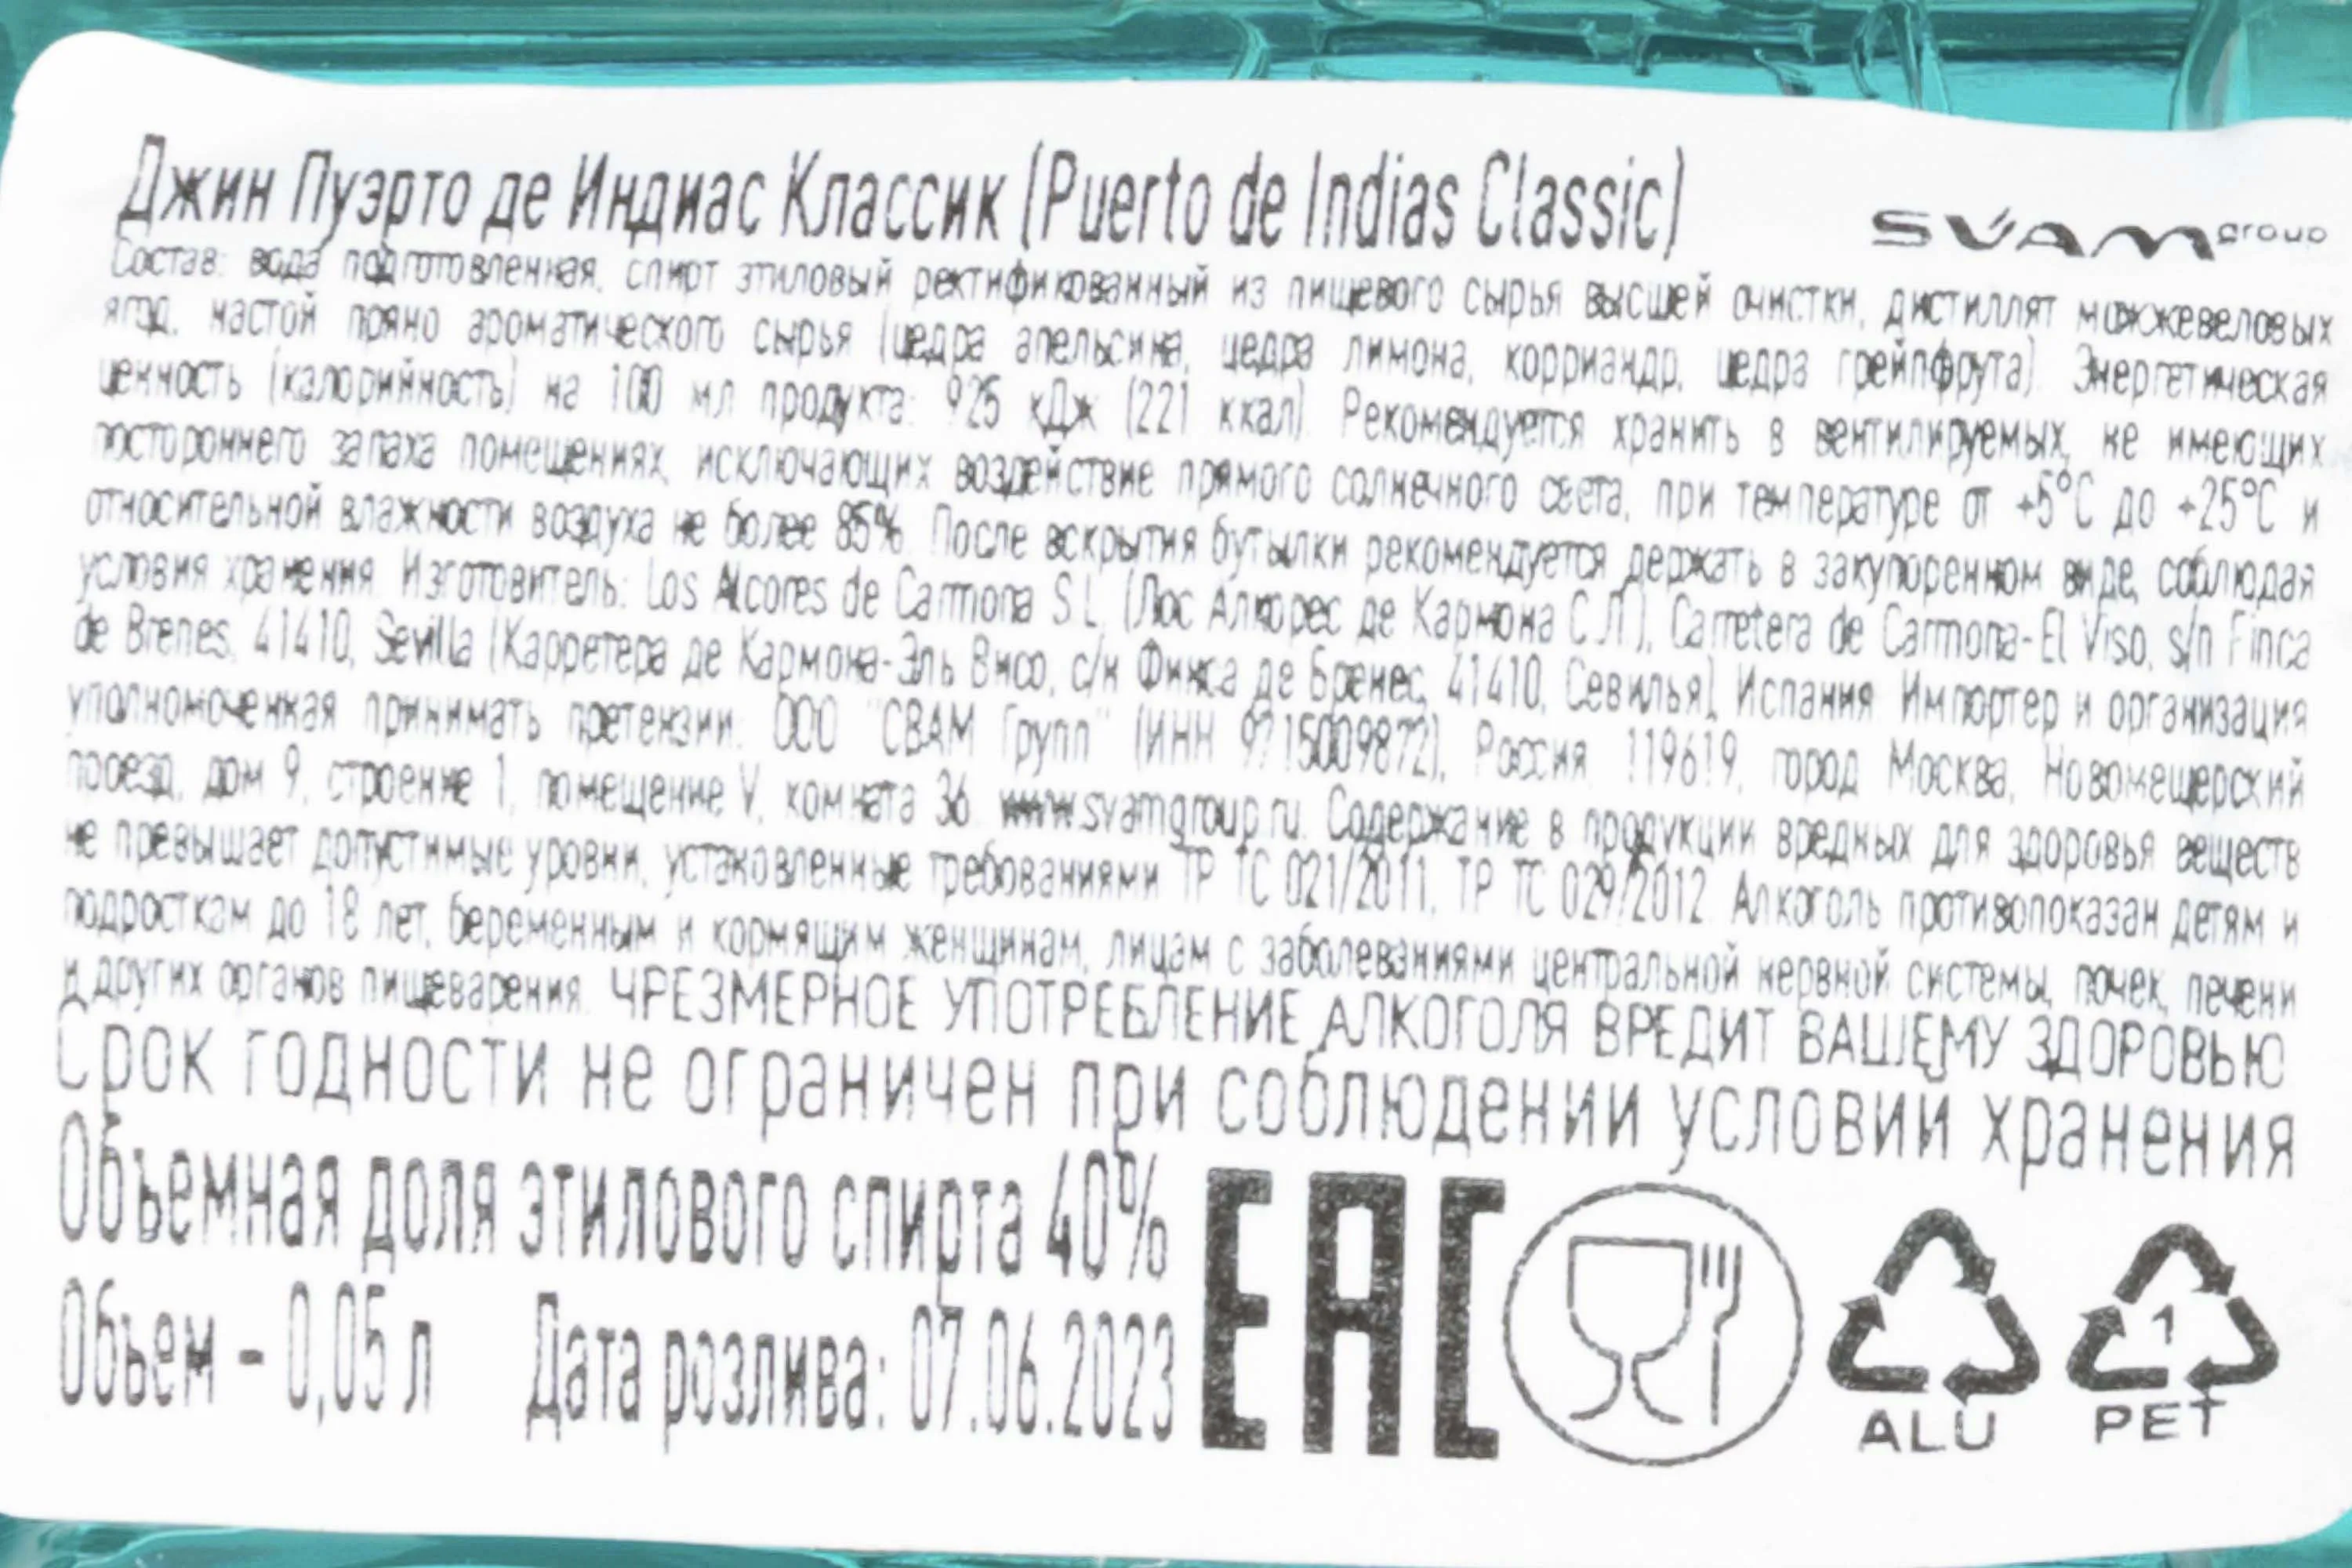 Джин Пуэрто де Индиас Классик (Puerto de Indias Classic)
SVAM group
Состав: вода подготовленная, спирт этиловый ректификованный из пищевого сырья высшей очистки, дистиллят можжевеловых
ягод, настой пряно ароматического сырья (цедра апельсина, цедра лимона, корриандр, цедра грейпфрута). Энергетическая
ценность (калорийность) на 100 мл продукта: 925 кДж (221 ккал). Рекомендуется хранить в вентилируемых, не имеющих
постороннего запаха помещениях, исключающих воздействие прямого солнечного света, при температуре от +5°C до +25°C и
относительной влажности воздуха не более 85%. После вскрытия бутылки рекомендуется держать в закупоренном виде, соблюдая
условия хранения. Изготовитель: Los Alcores de Carmona S.L. (Лос Алкорес де Кармона С.Л.), Carretera de Carmona-El Viso, s/n Finca
de Brenes, 41410, Sevilla (Карретера де Кармона-Эль Висо, с/н Финка де Бренес, 41410, Севилья), Испания. Импортер и организация
уполномоченная принимать претензии: ООО "СВАМ Групп" (ИНН 9715009872), Россия, 119619, город Москва, Новомещерский
проезд, дом 9, строение 1, помещение V, комната 36. www.svamgroup.ru. Содержание в продукции вредных для здоровья веществ
не превышает допустимые уровни, установленные требованиями ТР ТС 021/2011, ТР ТС 029/2012. Алкоголь противопоказан детям и
подросткам до 18 лет, беременным и кормящим женщинам, лицам с заболеваниями центральной нервной системы, почек, печени
и других органов пищеварения. ЧРЕЗМЕРНОЕ УПОТРЕБЛЕНИЕ АЛКОГОЛЯ ВРЕДИТ ВАШЕМУ ЗДОРОВЬЮ
Срок годности не ограничен при соблюдении условий хранения
Объемная доля этилового спирта 40%
Объем - 0,05 л Дата розлива: 07.06.2023
EAC
1
ALU PET